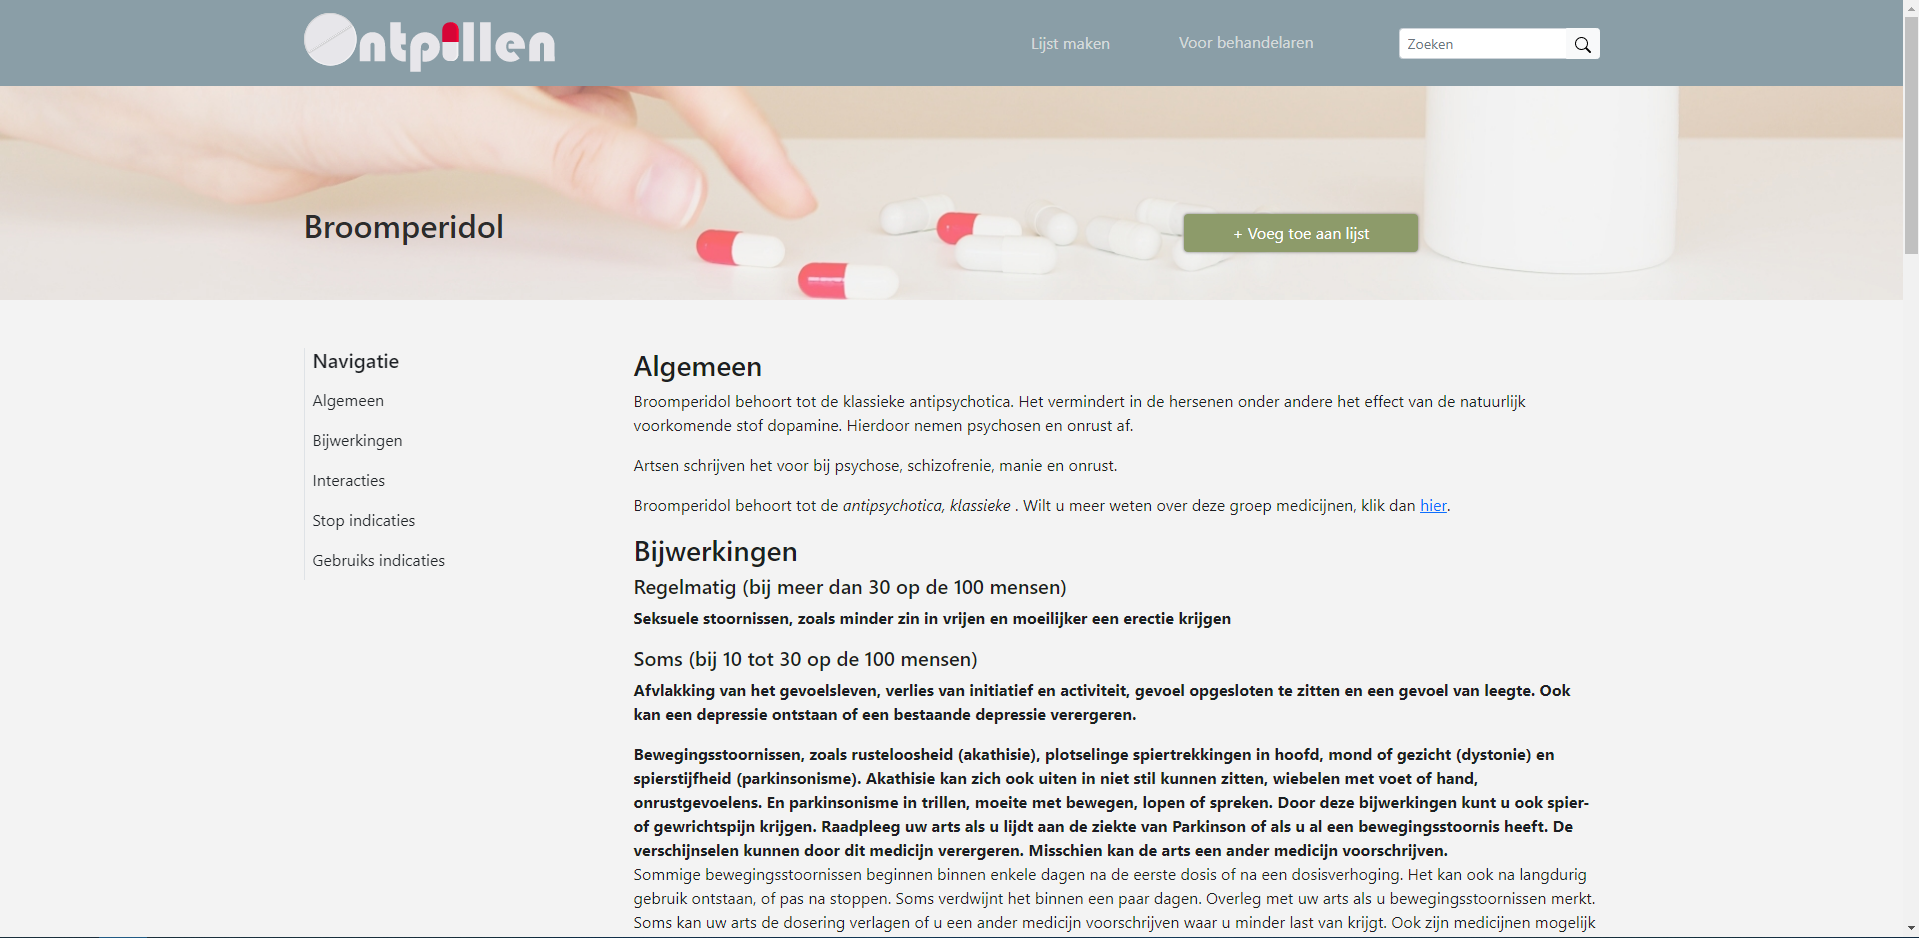 Ontpillen
Lijst maken
Voor behandelaren
Zoeken
Broomperidol
+ Voeg toe aan lijst
Navigatie
Algemeen
Bijwerkingen
Interacties
Stop indicaties
Gebruiks indicaties
Algemeen
Broomperidol behoort tot de klassieke antipsychotica. Het vermindert in de hersenen onder andere het effect van de natuurlijk
voorkomende stof dopamine. Hierdoor nemen psychosen en onrust af.
Artsen schrijven het voor bij psychose, schizofrenie, manie en onrust.
Broomperidol behoort tot de antipsychotica, klassieke . Wilt u meer weten over deze groep medicijnen, klik dan hier.
Bijwerkingen
Regelmatig (bij meer dan 30 op de 100 mensen)
Seksuele stoornissen, zoals minder zin in vrijen en moeilijker een erectie krijgen
Soms (bij 10 tot 30 op de 100 mensen)
Afvlakking van het gevoelsleven, verlies van initiatief en activiteit, gevoel opgesloten te zitten en een gevoel van leegte. Ook
kan een depressie ontstaan of een bestaande depressie verergeren.
Bewegingsstoornissen, zoals rusteloosheid (akathisie), plotselinge spiertrekkingen in hoofd, mond of gezicht (dystonie) en
spierstijfheid (parkinsonisme). Akathisie kan zich ook uiten in niet stil kunnen zitten, wiebelen met voet of hand,
onrustgevoelens. En parkinsonisme in trillen, moeite met bewegen, lopen of spreken. Door deze bijwerkingen kunt u ook spier-
of gewrichtspijn krijgen. Raadpleeg uw arts als u lijdt aan de ziekte van Parkinson of als u al een bewegingsstoornis heeft. De
verschijnselen kunnen door dit medicijn verergeren. Misschien kan de arts een ander medicijn voorschrijven.
Sommige bewegingsstoornissen beginnen binnen enkele dagen na de eerste dosis of na een dosisverhoging. Het kan ook na langdurig
gebruik ontstaan, of pas na stoppen. Soms verdwijnt het binnen een paar dagen. Overleg met uw arts als u bewegingsstoornissen merkt.
Soms kan uw arts de dosering verlagen of u een ander medicijn voorschrijven waar u minder last van krijgt. Ook zijn medicijnen mogelijk